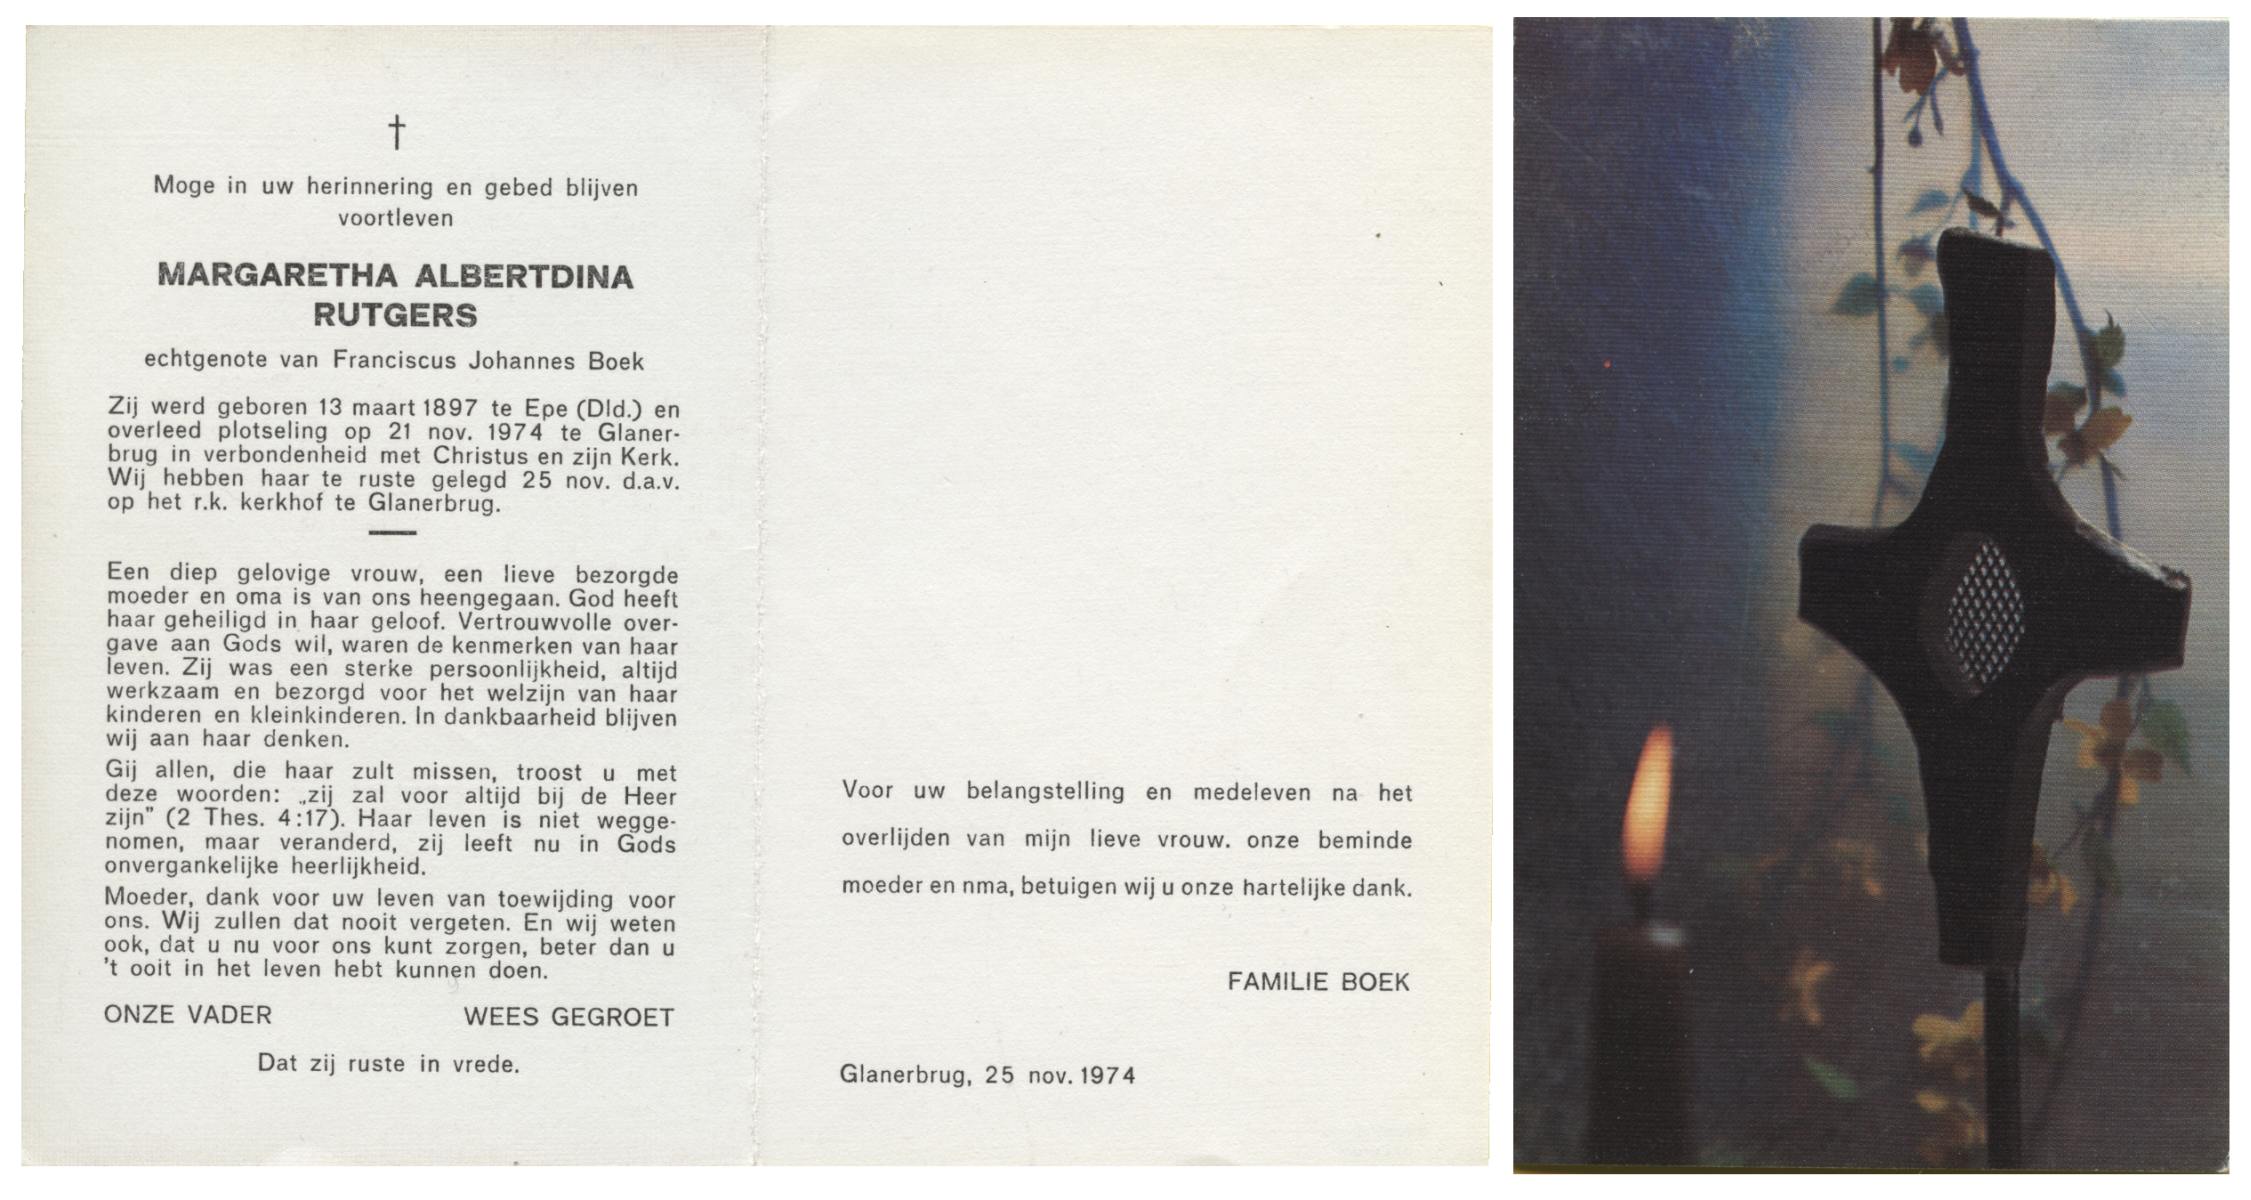 †
Moge in uw herinnering en gebed blijven
voortleven
MARGARETHA ALBERTDINA
RUTGERS
echtgenote van Franciscus Johannes Boek
Zij werd geboren 13 maart 1897 te Epe (Dld.) en
overleed plotseling op 21 nov. 1974 te Glaner-
brug in verbondenheid met Christus en zijn Kerk.
Wij hebben haar te ruste gelegd 25 nov. d.a.v.
op het r.k. kerkhof te Glanerbrug.
Een diep gelovige vrouw, een lieve bezorgde
moeder en oma is van ons heengegaan. God heeft
haar geheiligd in haar geloof. Vertrouwvolle over-
gave aan Gods wil, waren de kenmerken van haar
leven. Zij was een sterke persoonlijkheid, altijd
werkzaam en bezorgd voor het welzijn van haar
kinderen en kleinkinderen. In dankbaarheid blijven
wij aan haar denken.
Gij allen, die haar zult missen, troost u met
deze woorden: „zij zal voor altijd bij de Heer
zijn” (2 Thes. 4:17). Haar leven is niet wegge-
nomen, maar veranderd, zij leeft nu in Gods
onvergankelijke heerlijkheid.
Moeder, dank voor uw leven van toewijding voor
ons. Wij zullen dat nooit vergeten. En wij weten
ook, dat u nu voor ons kunt zorgen, beter dan u
't ooit in het leven hebt kunnen doen.
ONZE VADER WEES GEGROET
Dat zij ruste in vrede.
Voor uw belangstelling en medeleven na het
overlijden van mijn lieve vrouw. onze beminde
moeder en nma, betuigen wij u onze hartelijke dank.
FAMILIE BOEK
Glanerbrug, 25 nov. 1974